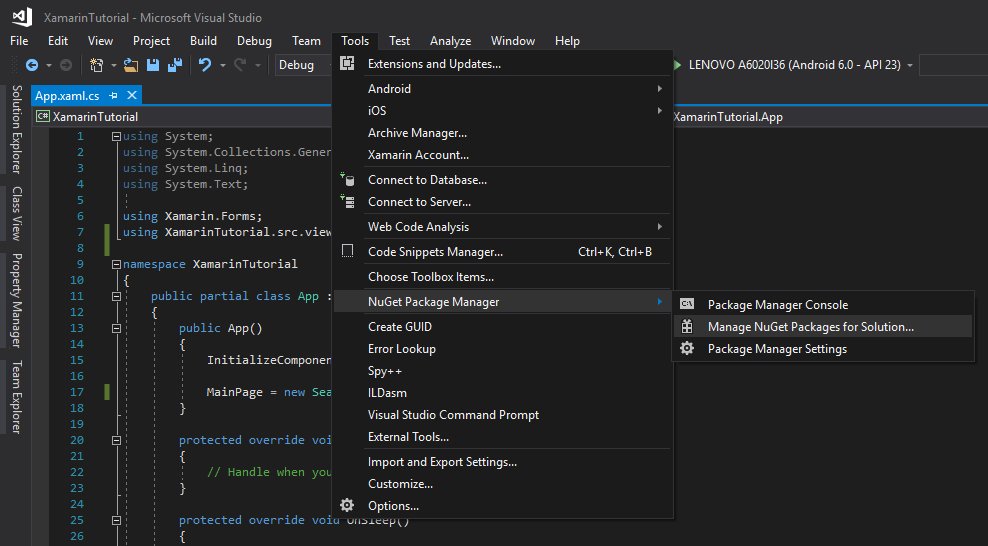 XamarinTutorial - Microsoft Visual Studio
File Edit View Project Build Debug Team Tools Test Analyze Window Help
Debug LENOVO A6020I36 (Android 6.0 - API 23)
App.xaml.cs
C# XamarinTutorial XamarinTutorial.App
Solution Explorer
Class View
Property Manager
Team Explorer
1 using System;
2 using System.Collections.Gener
3 using System.Linq;
4 using System.Text;
5
6 using Xamarin.Forms;
7 using XamarinTutorial.src.view
8
9 namespace XamarinTutorial
10 {
11 public partial class App :
12 {
13 public App()
14 {
15 InitializeComponen
16
17 MainPage = new Sea
18 }
19
20 protected override voi
21 {
22 // Handle when you
23 }
24
25 protected override void OnSleep()
26 {
Extensions and Updates...
Android
iOS
Archive Manager...
Xamarin Account...
Connect to Database...
Connect to Server...
Web Code Analysis
Code Snippets Manager... Ctrl+K, Ctrl+B
Choose Toolbox Items...
NuGet Package Manager
Create GUID
Error Lookup
Spy++
ILDasm
Visual Studio Command Prompt
External Tools...
Import and Export Settings...
Customize...
Options...
C:\ Package Manager Console
Manage NuGet Packages for Solution...
Package Manager Settings